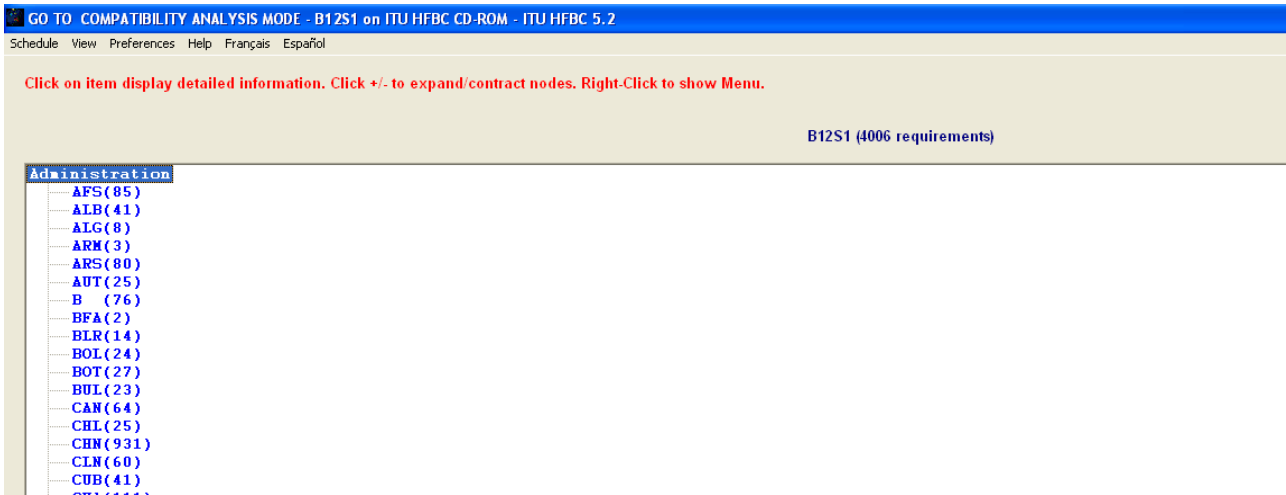 GO TO COMPATIBILITY ANALYSIS MODE - B12S1 on ITU HFBC CD-ROM - ITU HFBC 5.2
Schedule View Preferences Help Français Español
Click on item display detailed information. Click +/- to expand/contract nodes. Right-Click to show Menu.
B12S1 (4006 requirements)
Administration
AFS(85)
ALB(41)
ALG(8)
ARM(3)
ARS(80)
AUT(25)
B (76)
BFA(2)
BLR(14)
BOL(24)
BOT(27)
BUL(23)
CAN(64)
CHL(25)
CHN(931)
CLN(60)
CUB(41)